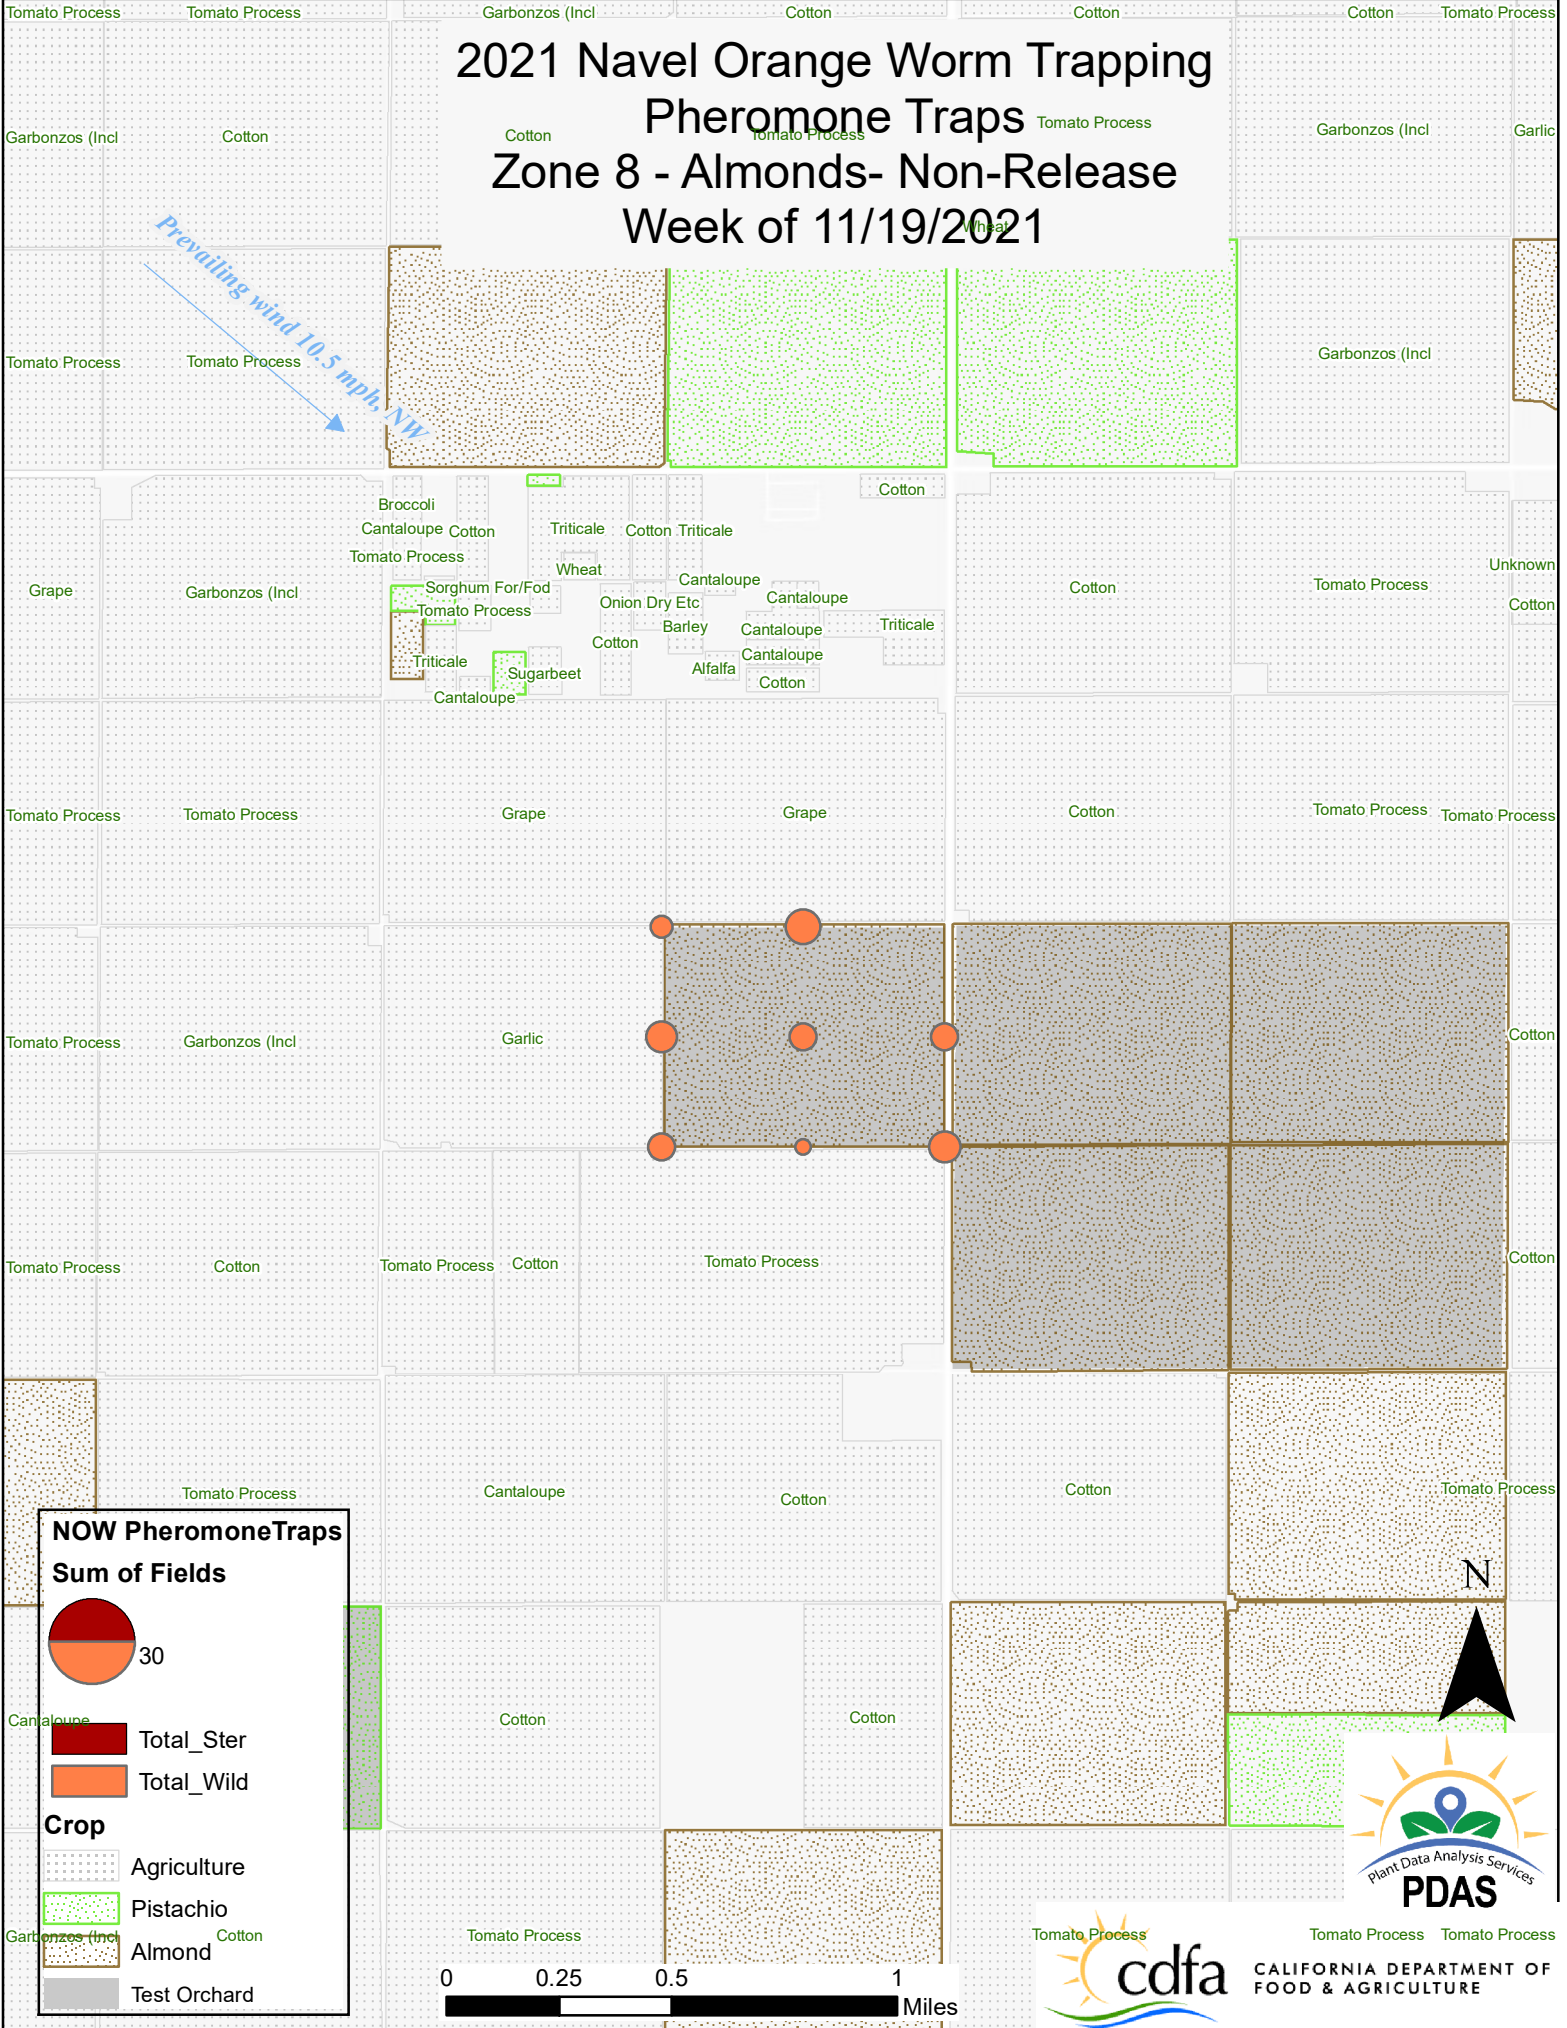 Tomato Process
Tomato Process
Garbonzos (Incl
Cotton
Cotton
Cotton
Tomato Process
2021 Navel Orange Worm Trapping
Pheromone Traps
Zone 8 - Almonds- Non-Release
Week of 11/19/2021
Garbonzos (Incl
Cotton
Cotton
Tomato Process
Tomato Process
Garbonzos (Incl
Garlic
Wheat
Prevailing wind 10.5 mph, NW
Tomato Process
Tomato Process
Garbonzos (Incl
Cotton
Broccoli
Cantaloupe
Cotton
Triticale
Cotton
Triticale
Tomato Process
Wheat
Unknown
Grape
Garbonzos (Incl
Sorghum For/Fod
Cantaloupe
Cotton
Tomato Process
Tomato Process
Onion Dry Etc
Cantaloupe
Cotton
Barley
Cantaloupe
Triticale
Cotton
Triticale
Cantaloupe
Sugarbeet
Alfalfa
Cotton
Cantaloupe
Tomato Process
Tomato Process
Grape
Grape
Cotton
Tomato Process
Tomato Process
Tomato Process
Garbonzos (Incl
Garlic
Cotton
Tomato Process
Cotton
Tomato Process
Cotton
Tomato Process
Cotton
Tomato Process
Cantaloupe
Cotton
Cotton
Tomato Process
NOW PheromoneTraps
Sum of Fields
30
Total_Ster
Total_Wild
Crop
Agriculture
Pistachio
Almond
Test Orchard
Cantaloupe
Cotton
Cotton
N
Plant Data Analysis Services
PDAS
Garbonzos (Incl
Cotton
Tomato Process
Tomato Process
Tomato Process
Tomato Process
0 0.25 0.5 1
Miles
cdfa
CALIFORNIA DEPARTMENT OF
FOOD & AGRICULTURE